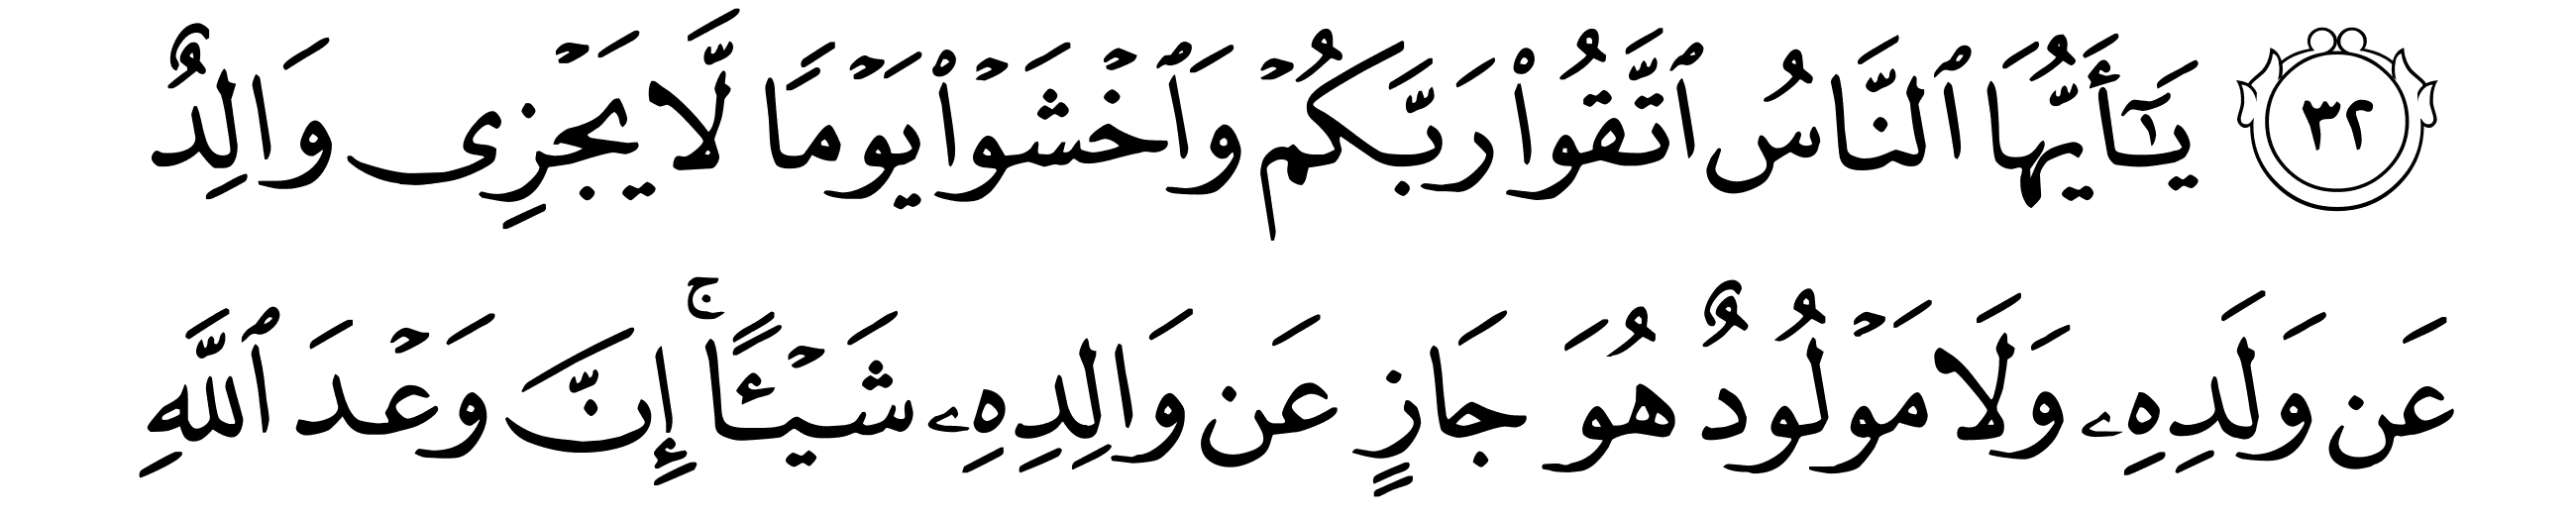 ٣٢ يَٰٓأَيُّهَا ٱلنَّاسُ ٱتَّقُوا۟ رَبَّكُمْ وَٱخْشَوْا۟ يَوْمًا لَّا يَجْزِى وَالِدٌ
عَن وَلَدِهِۦ وَلَا مَوْلُودٌ هُوَ جَازٍ عَن وَالِدِهِۦ شَيْـًٔا ۚ إِنَّ وَعْدَ ٱللَّهِ